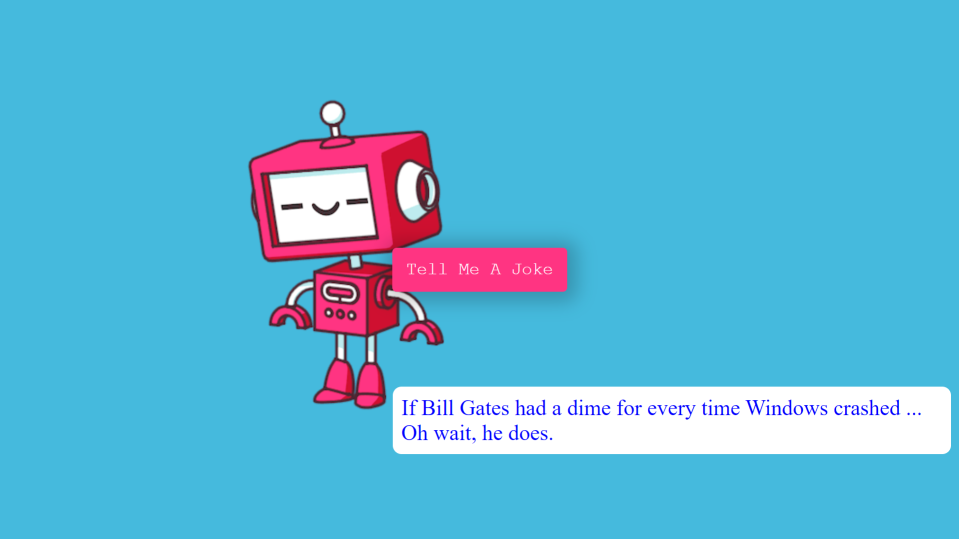 Tell Me A Joke
If Bill Gates had a dime for every time Windows crashed ...
Oh wait, he does.